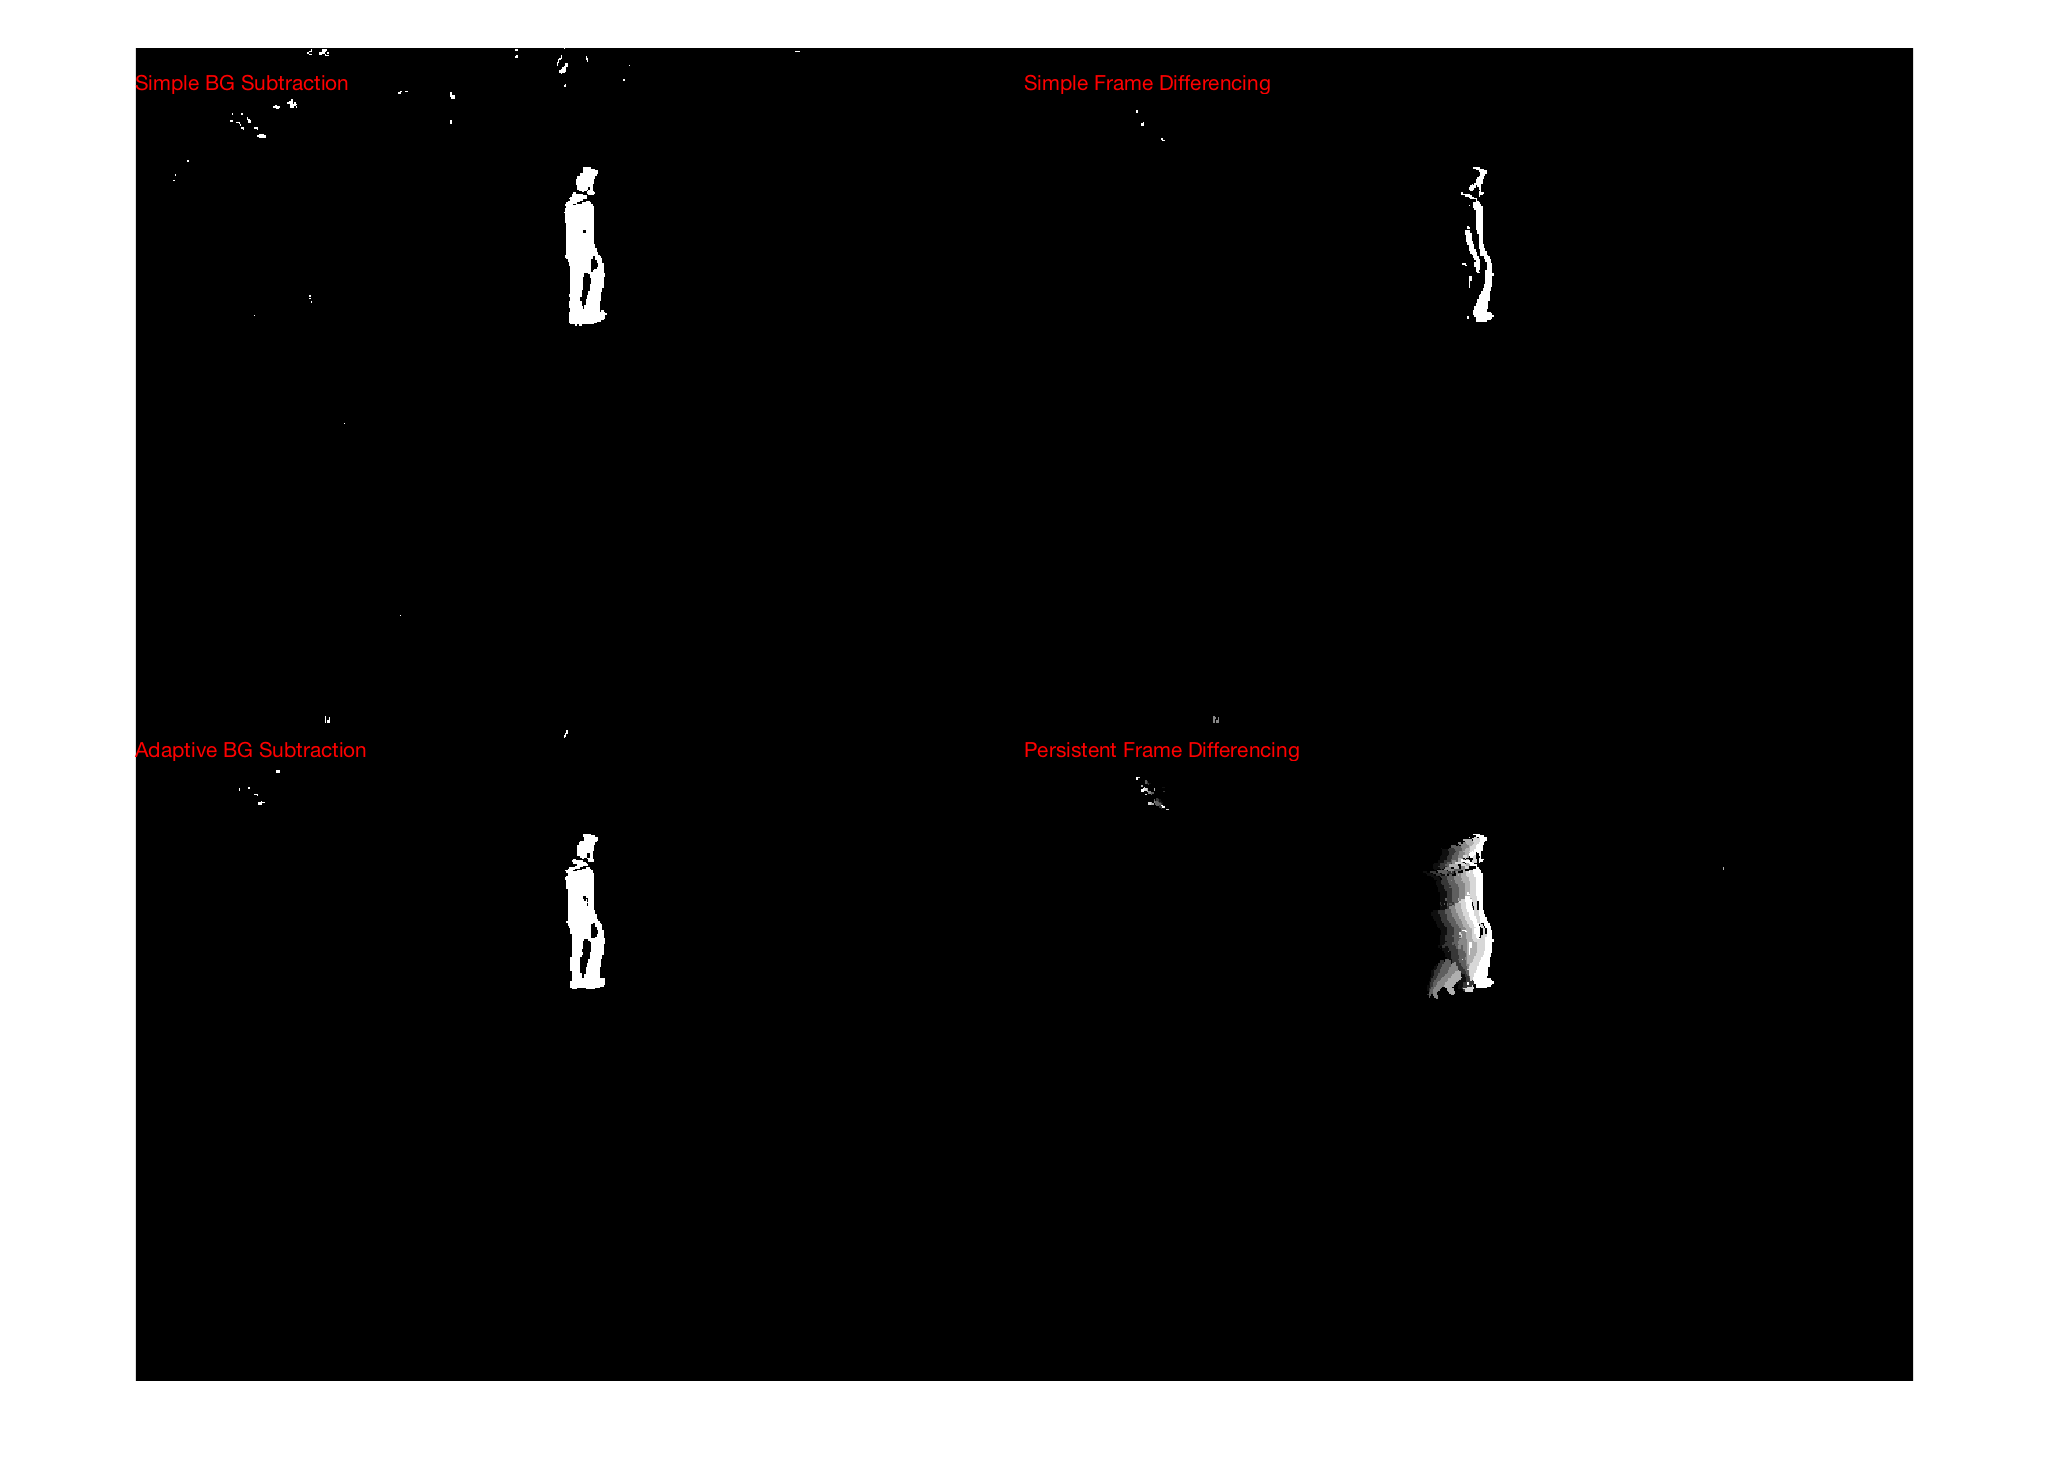 Simple BG Subtraction
Simple Frame Differencing
Adaptive BG Subtraction
Persistent Frame Differencing